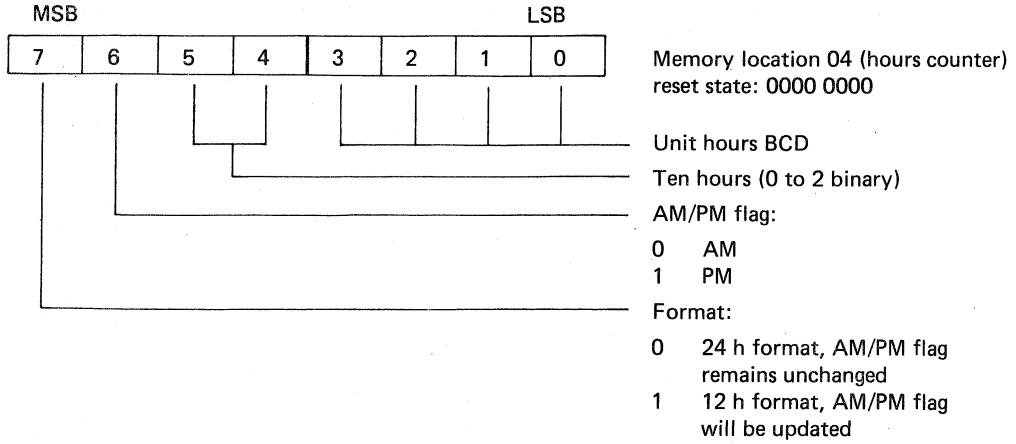 MSB LSB
7 6 5 4 3 2 1 0
Memory location 04 (hours counter)
reset state: 0000 0000
Unit hours BCD
Ten hours (0 to 2 binary)
AM/PM flag:
0 AM
1 PM
Format:
0 24 h format, AM/PM flag
remains unchanged
1 12 h format, AM/PM flag
will be updated